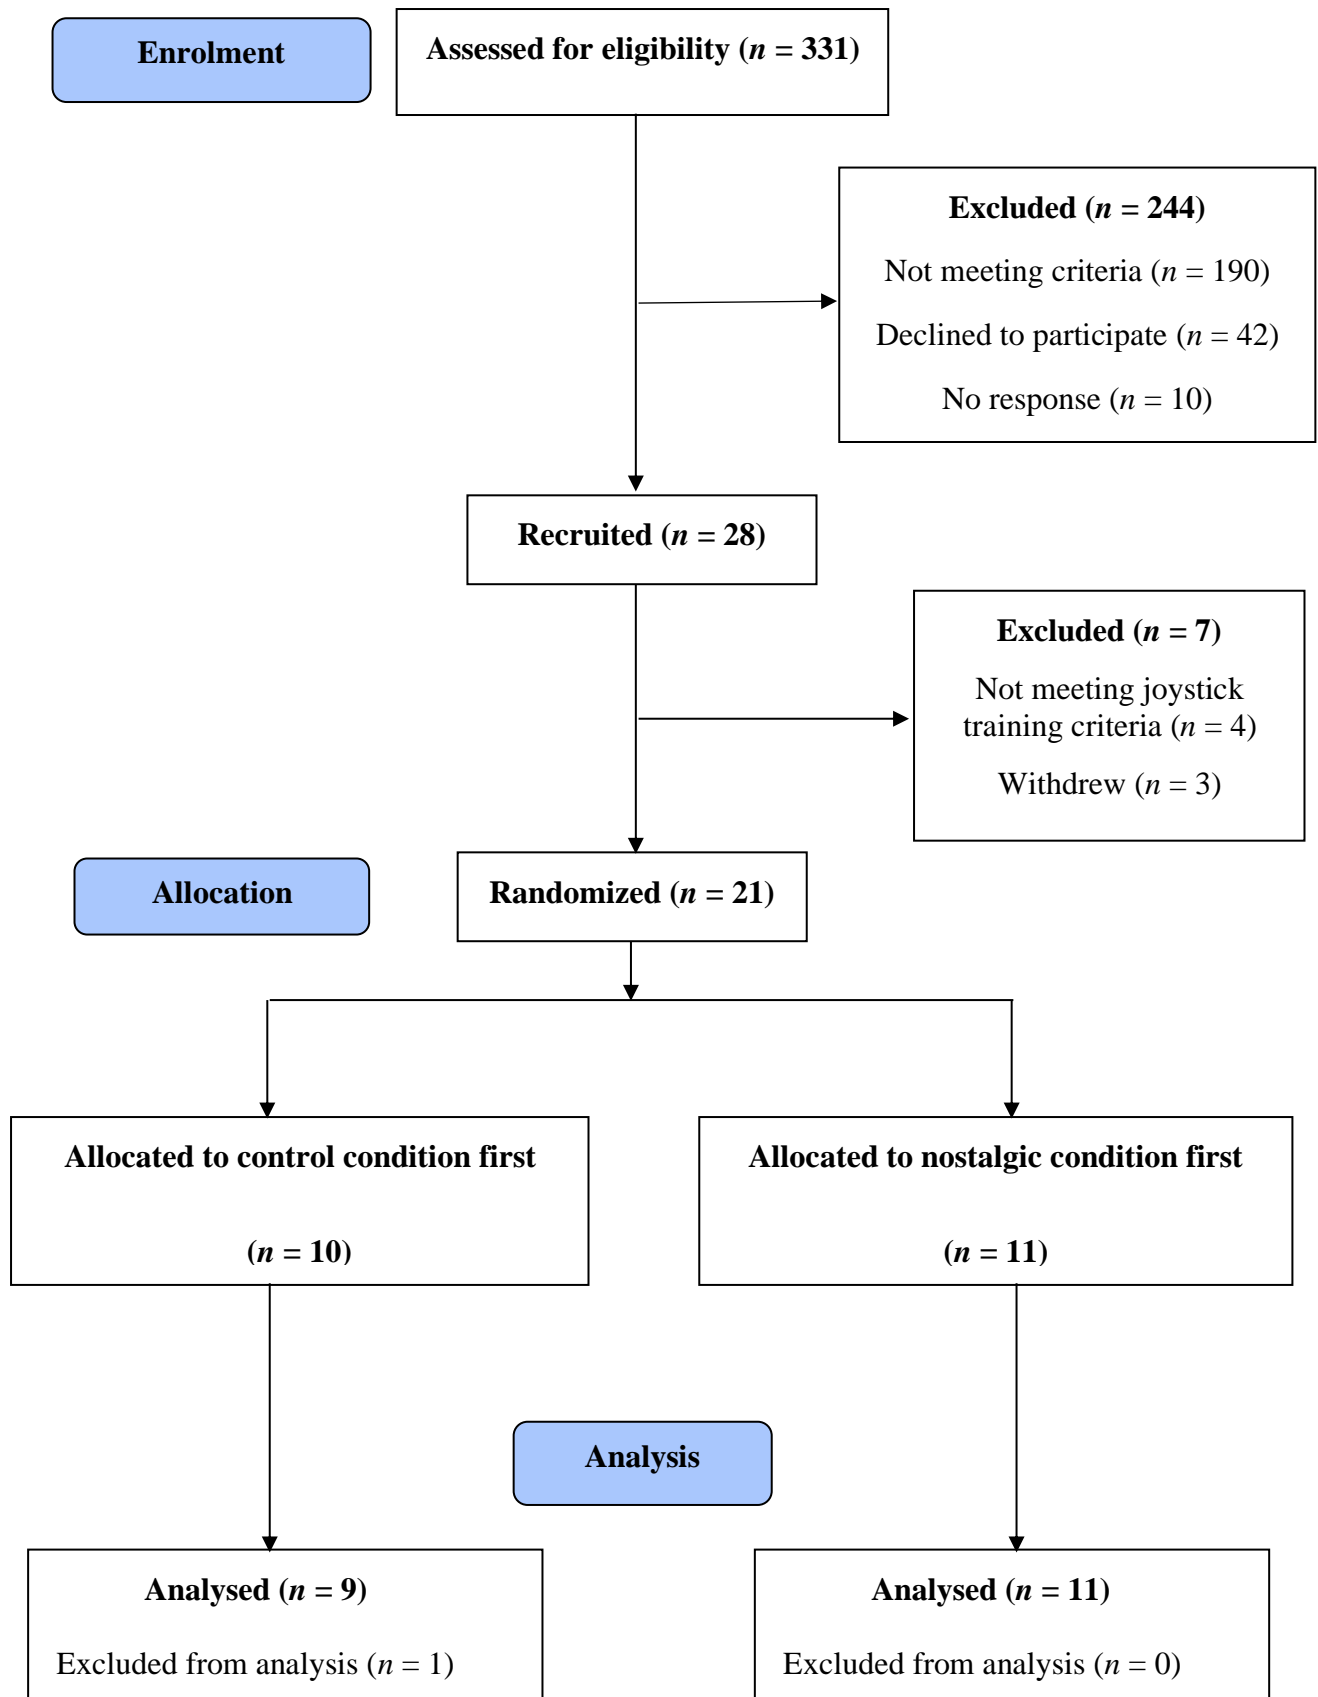 Enrolment
Assessed for eligibility (n = 331)
Excluded (n = 244)
Not meeting criteria (n = 190)
Declined to participate (n = 42)
No response (n = 10)
Recruited (n = 28)
Excluded (n = 7)
Not meeting joystick
training criteria (n = 4)
Withdrew (n = 3)
Allocation
Randomized (n = 21)
Allocated to control condition first
(n = 10)
Allocated to nostalgic condition first
(n = 11)
Analysis
Analysed (n = 9)
Excluded from analysis (n = 1)
Analysed (n = 11)
Excluded from analysis (n = 0)